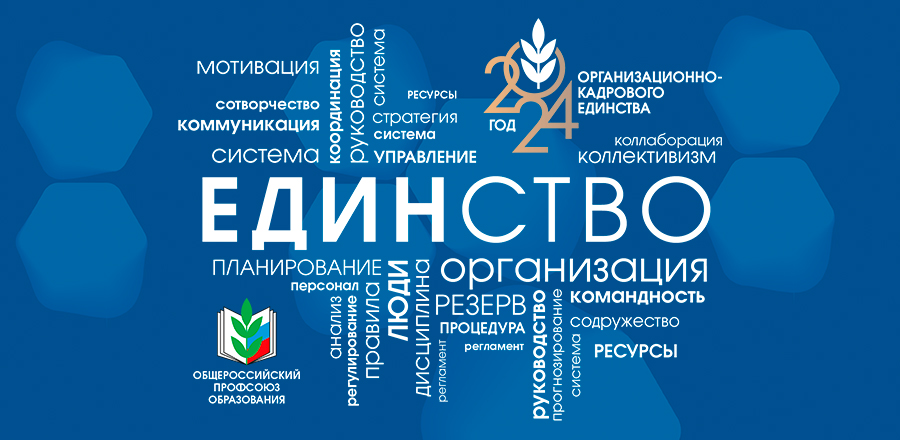 мотивация
сотворчество
коммуникация
система
координация
руководство
система
ресурсы
стратегия
система
УПРАВЛЕНИЕ
2024
ГОД
ОРГАНИЗАЦИОННО-
КАДРОВОГО
ЕДИНСТВА
коллаборация
коллективизм
ЕДИНСТВО
ПЛАНИРОВАНИЕ
персонал
анализ
регулирование
правила
ЛЮДИ
дисциплина
регламент
организация
РЕЗЕРВ
ПРОЦЕДУРА
регламент
руководство
прогнозирование
система
командность
содружество
РЕСУРСЫ
ОБЩЕРОССИЙСКИЙ
ПРОФСОЮЗ
ОБРАЗОВАНИЯ